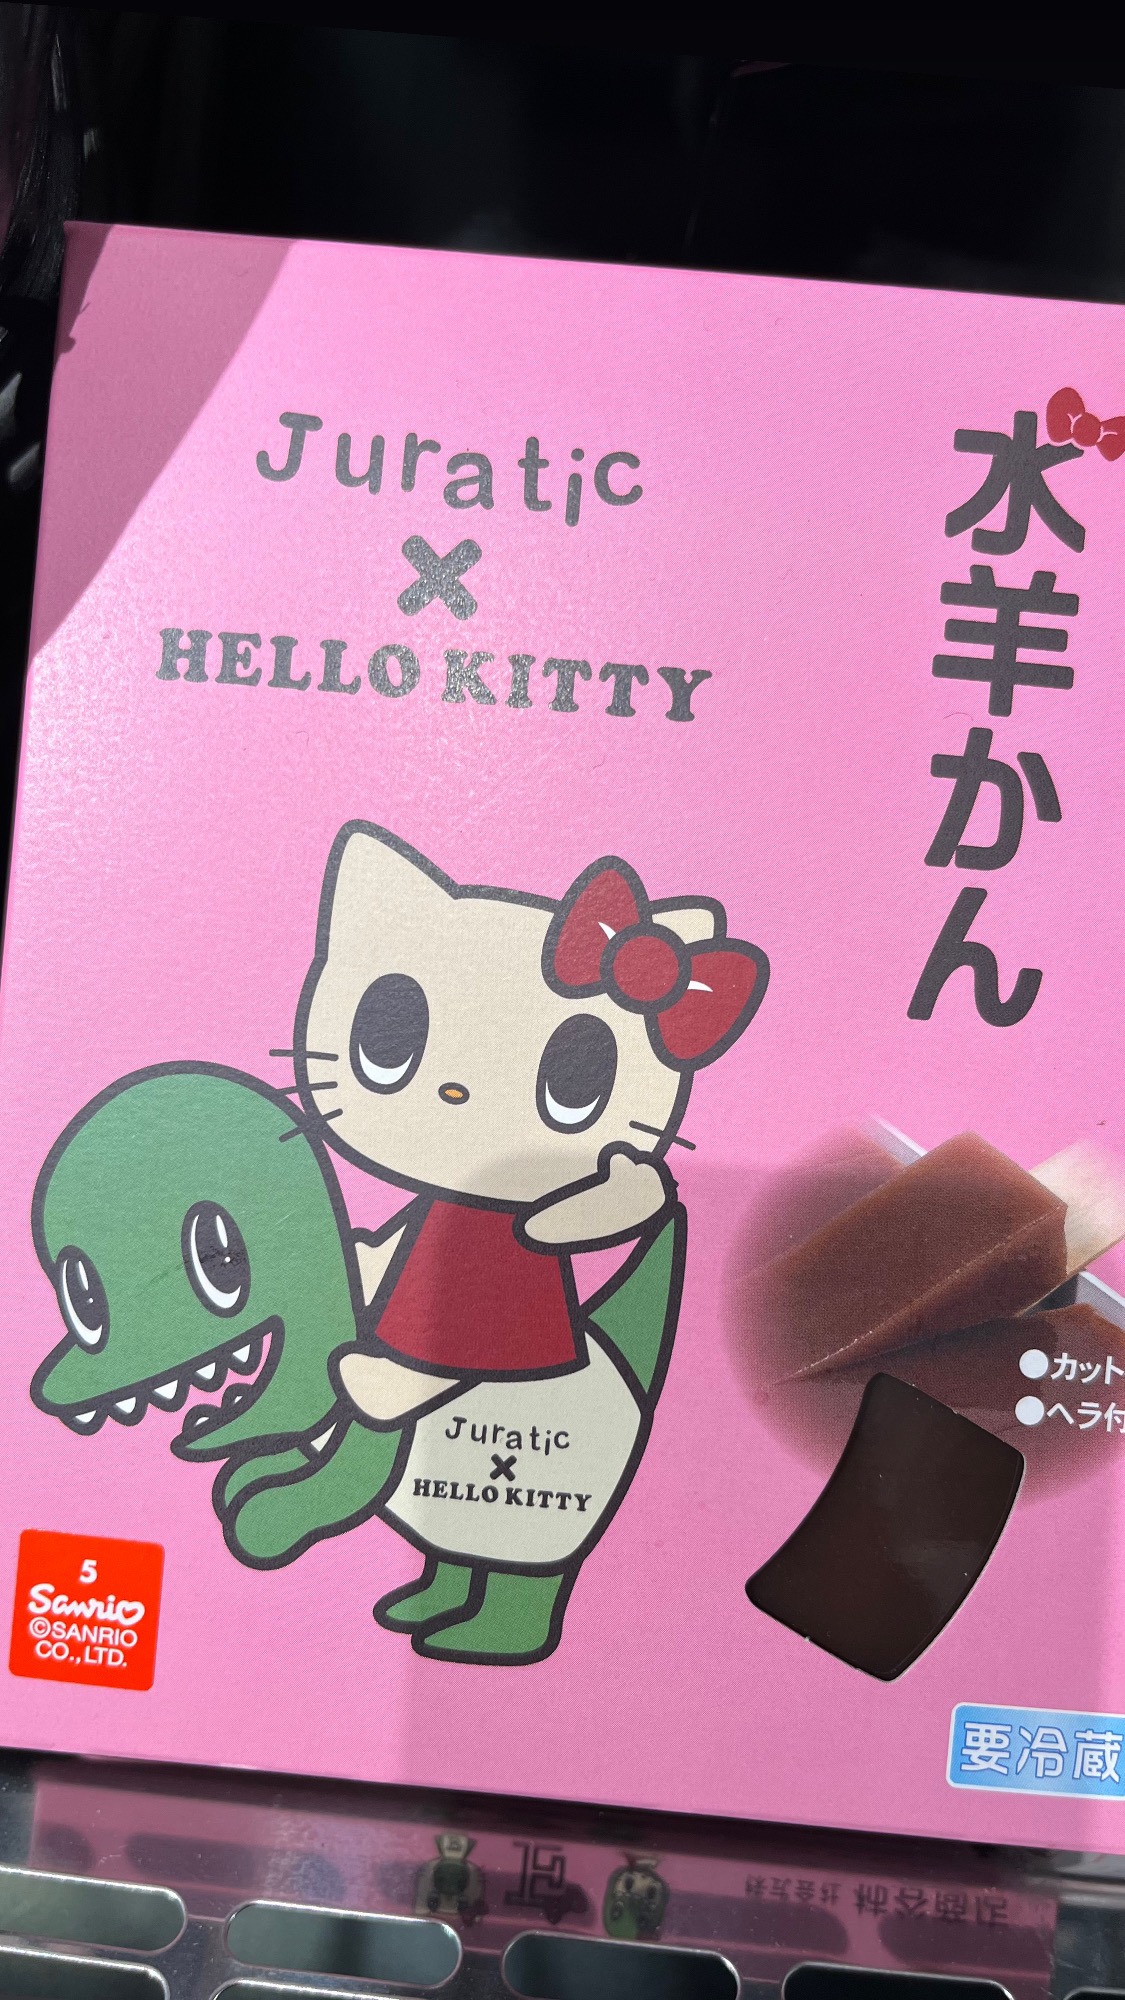 Juratic
×
HELLO KITTY
水羊かん
Juratic
×
HELLO KITTY
●カット
●ヘラ付
5
Sanrio
©SANRIO
CO.,LTD.
要冷蔵